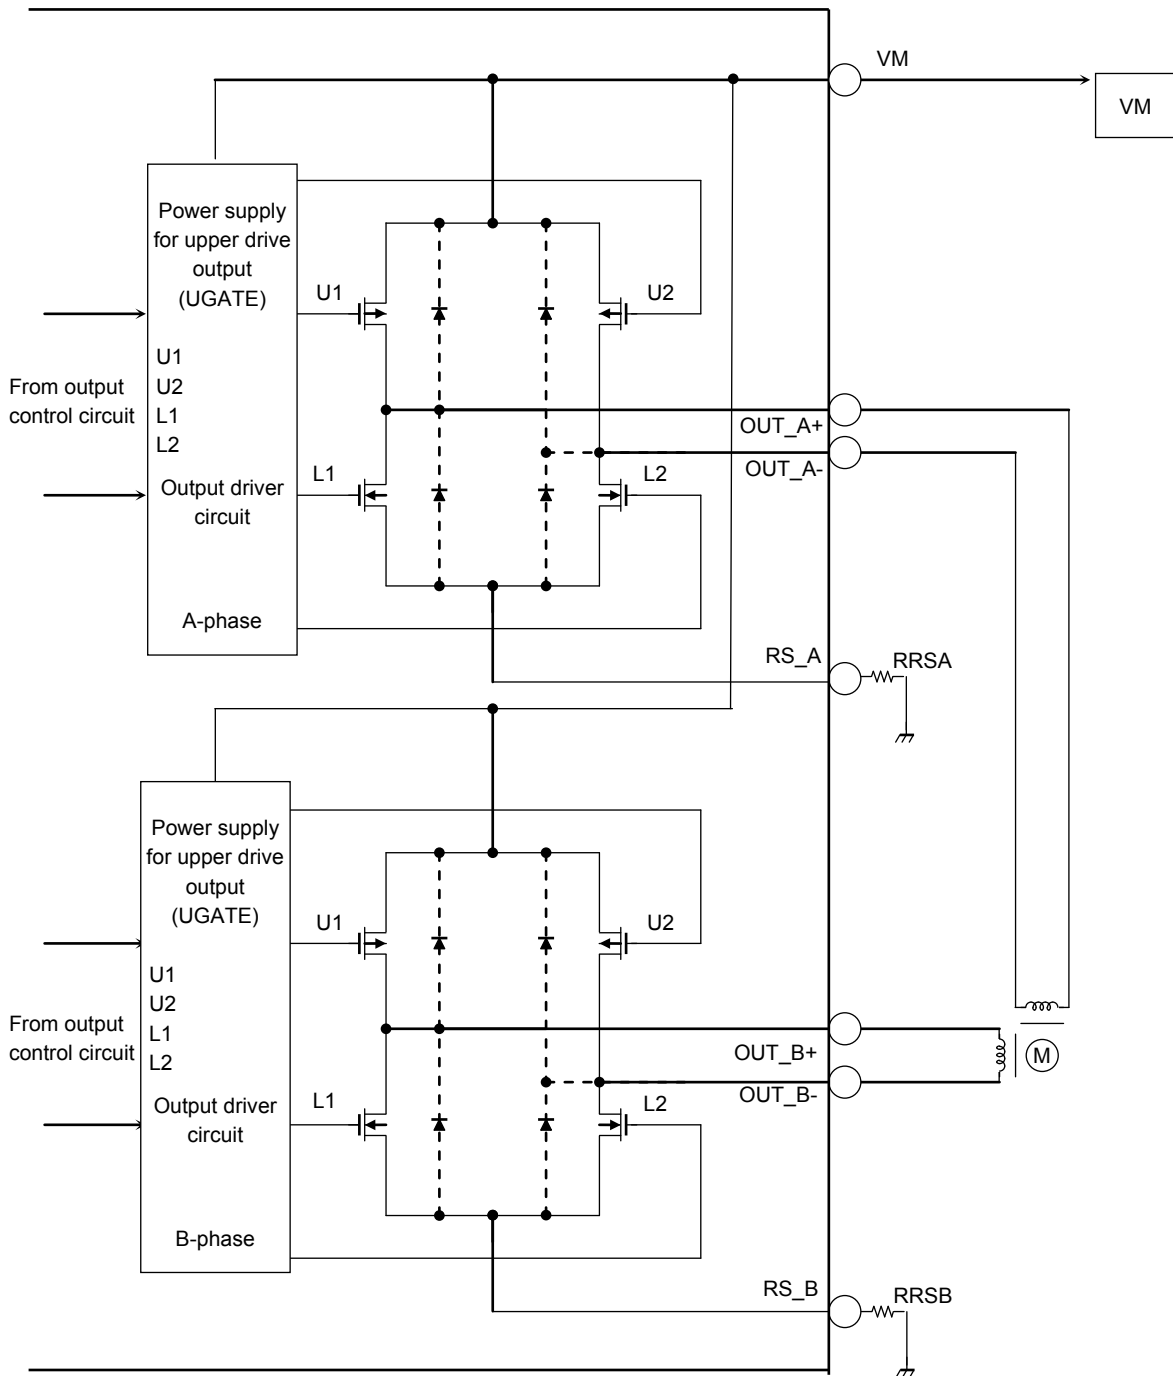 VM
VM
Power supply
for upper drive
output
(UGATE)
U1
U2
U1
U2
L1
L2
From output
control circuit
OUT_A+
OUT_A-
L1
L2
Output driver
circuit
A-phase
RS_A
RRSA
Power supply
for upper drive
output
(UGATE)
U1
U2
U1
U2
L1
L2
From output
control circuit
OUT_B+
M
OUT_B-
L1
L2
Output driver
circuit
B-phase
RS_B
RRSB